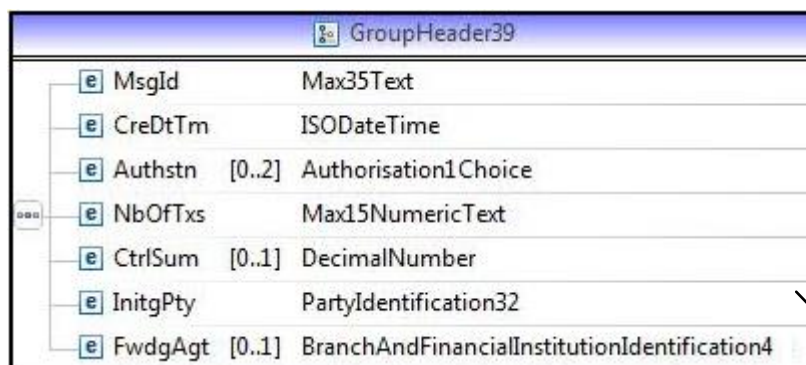 GroupHeader39
MsgId Max35Text
CreDtTm ISODateTime
Authstn [0..2] Authorisation1Choice
NbOfTxs Max15NumericText
CtrlSum [0..1] DecimalNumber
InitgPty PartyIdentification32
FwdgAgt [0..1] BranchAndFinancialInstitutionIdentification4